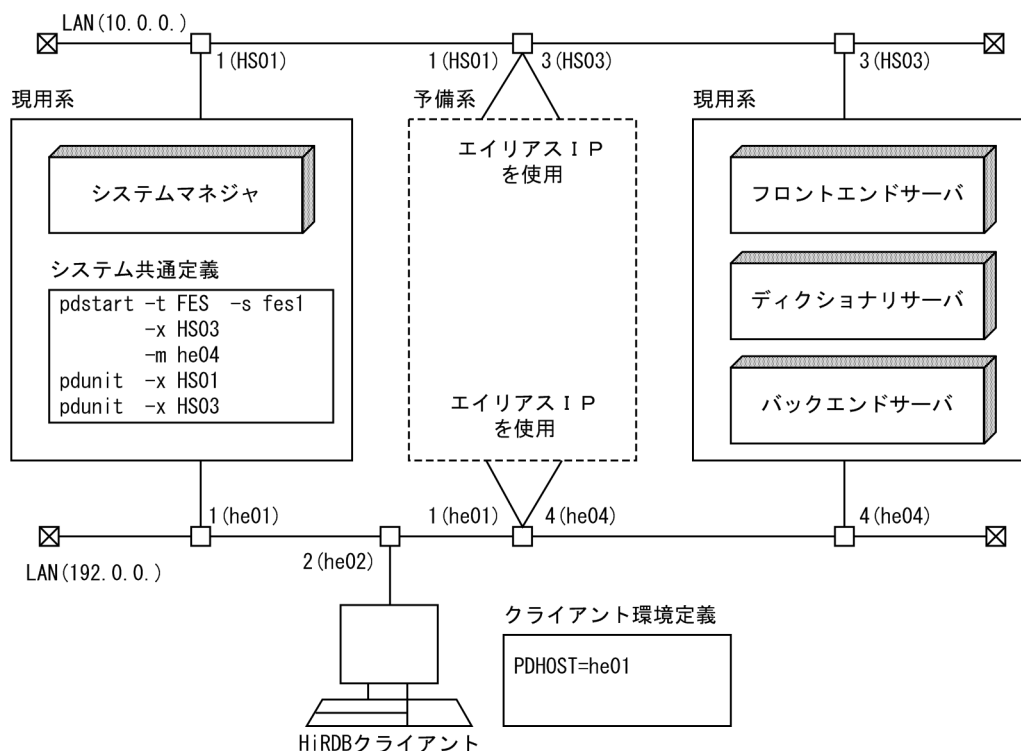 LAN(10.0.0.)
1(HS01)
1(HS01)
3(HS03)
3(HS03)
現用系
予備系
現用系
システムマネジャ
システム共通定義
pdstart -t FES -s fes1
-x HS03
-m he04
pdunit -x HS01
pdunit -x HS03
エイリアスIP
を使用
エイリアスIP
を使用
フロントエンドサーバ
ディクショナリサーバ
バックエンドサーバ
1(he01)
1(he01)
4(he04)
4(he04)
LAN(192.0.0.)
2(he02)
クライアント環境定義
PDHOST=he01
HiRDBクライアント